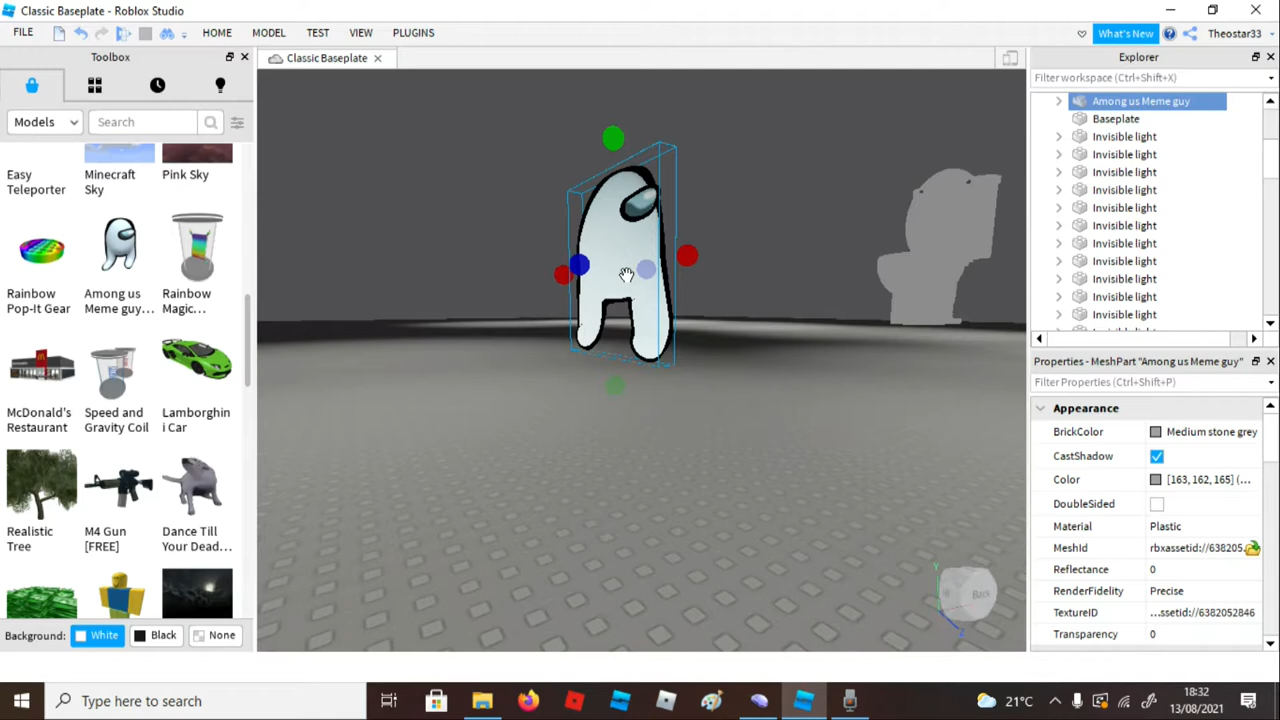 Classic Baseplate - Roblox Studio
FILE HOME MODEL TEST VIEW PLUGINS What's New Theostar33
Toolbox
Models Search
Easy Teleporter
Minecraft Sky
Pink Sky
Rainbow Pop-It Gear
Among us Meme guy...
Rainbow Magic...
McDonald's Restaurant
Speed and Gravity Coil
Lamborghini Car
Realistic Tree
M4 Gun [FREE]
Dance Till Your Dead...
Background: White Black None
Classic Baseplate
Back
Y
Z
Explorer
Filter workspace (Ctrl+Shift+X)
Among us Meme guy
Baseplate
Invisible light
Invisible light
Invisible light
Invisible light
Invisible light
Invisible light
Invisible light
Invisible light
Invisible light
Invisible light
Invisible light
Properties - MeshPart "Among us Meme guy"
Filter Properties (Ctrl+Shift+P)
Appearance
BrickColor Medium stone grey
CastShadow
Color [163, 162, 165] (...
DoubleSided
Material Plastic
MeshId rbxassetid://638205...
Reflectance 0
RenderFidelity Precise
TextureID ...ssetid://6382052846
Transparency 0
Type here to search
21°C
18:32
13/08/2021